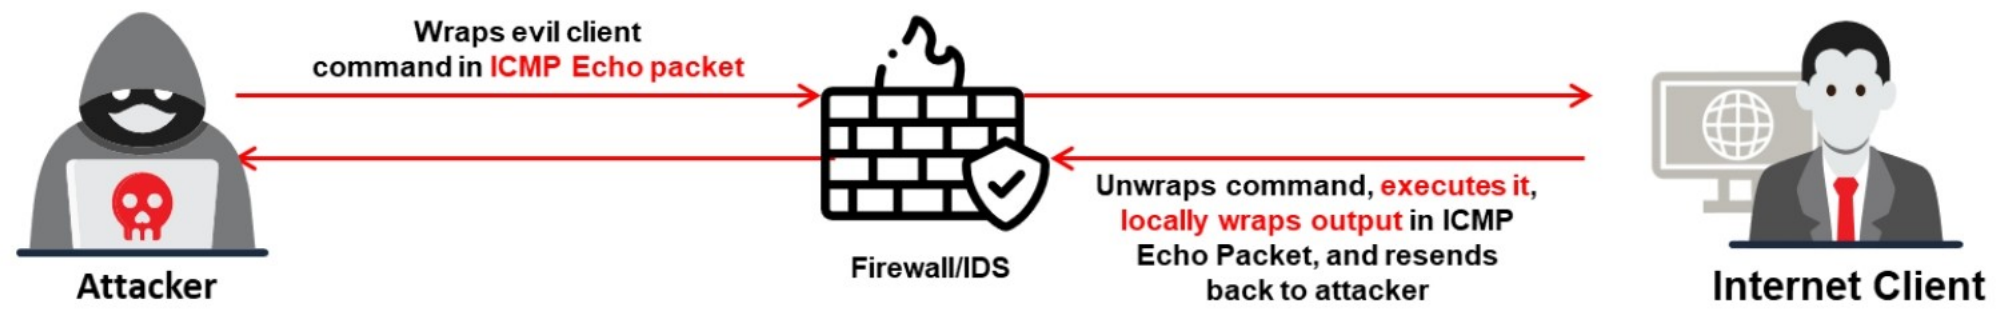 Wraps evil client
command in ICMP Echo packet
Unwraps command, executes it,
locally wraps output in ICMP
Echo Packet, and resends
back to attacker
Firewall/IDS
Attacker
Internet Client